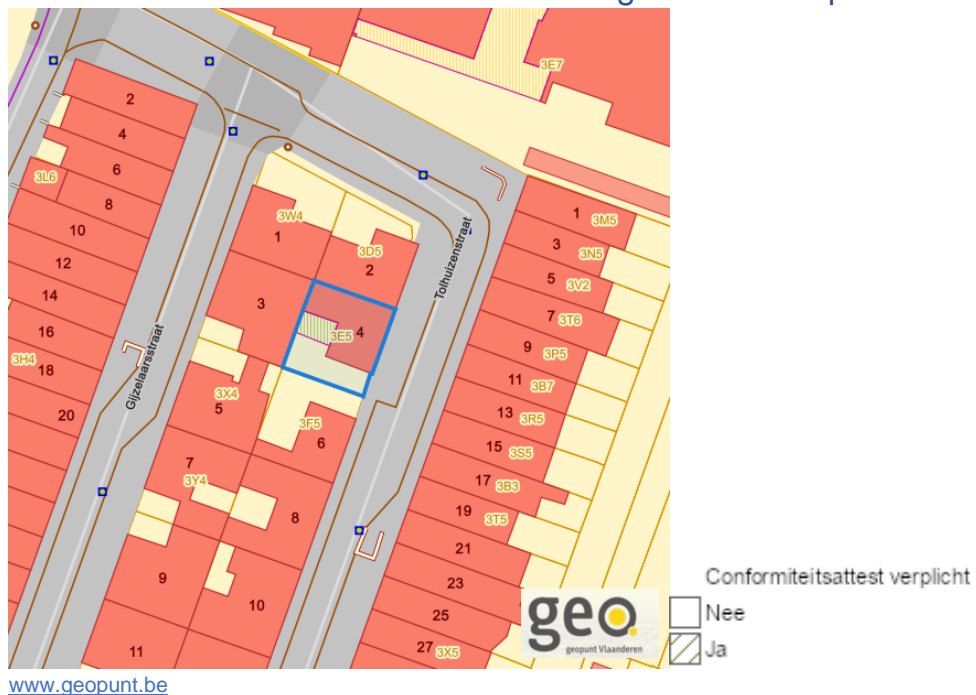 3E7
2
4
3L6
6
8
10
12
14
16
3H4
18
20
Gijzelaarsstraat
3W4
1
3D5
2
3
3E5
4
Tolhuizenstraat
3X4
5
3F5
6
7
3Y4
8
9
10
11
1 3M5
3 3N5
5 3V2
7 3T6
9 3P5
11 3B7
13 3R5
15 3S5
17 3B3
19 3T5
21
23
25
27 3X5
geo.
geopunt Vlaanderen
Conformiteitsattest verplicht
Nee
Ja
www.geopunt.be